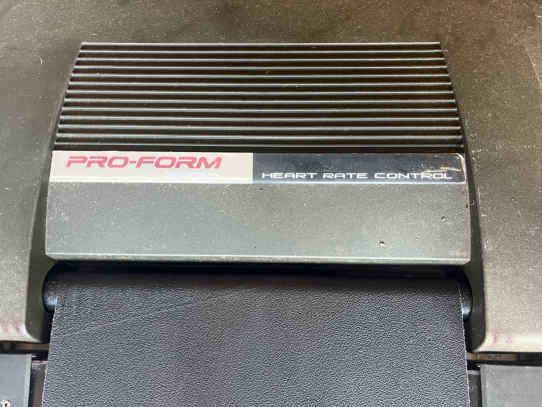 PRO-FORM
HEART RATE CONTROL